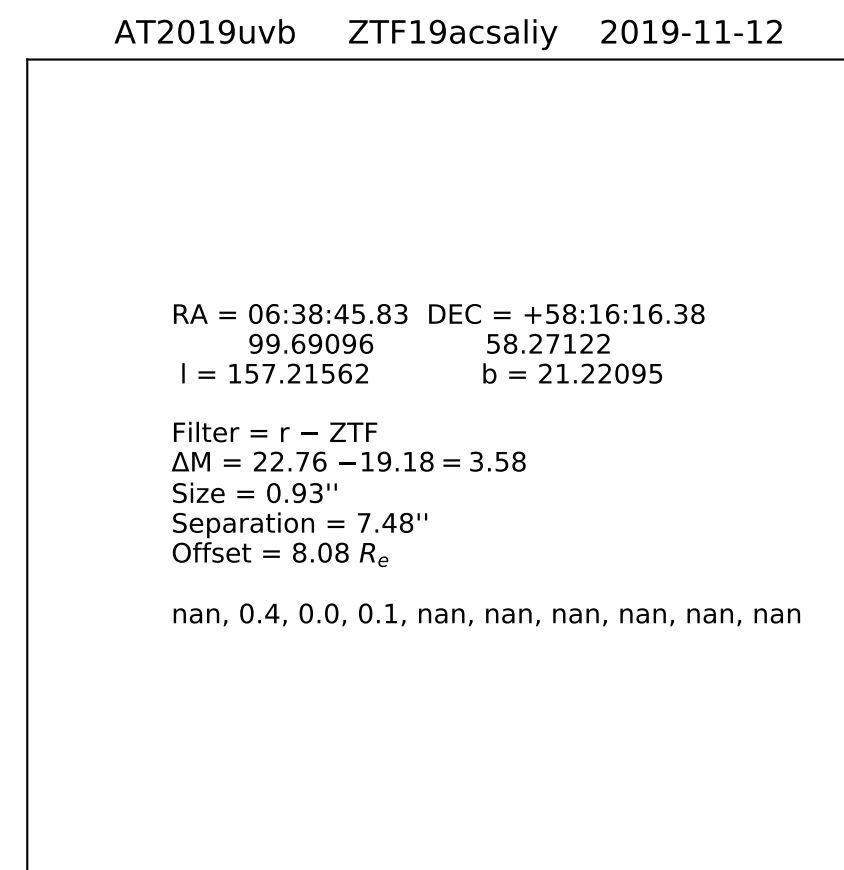 AT2019uvb ZTF19acsaliy 2019-11-12
RA = 06:38:45.83 DEC = +58:16:16.38
99.69096 58.27122
l = 157.21562 b = 21.22095
Filter = r − ZTF
ΔM = 22.76 −19.18 = 3.58
Size = 0.93''
Separation = 7.48''
Offset = 8.08 Re
nan, 0.4, 0.0, 0.1, nan, nan, nan, nan, nan, nan